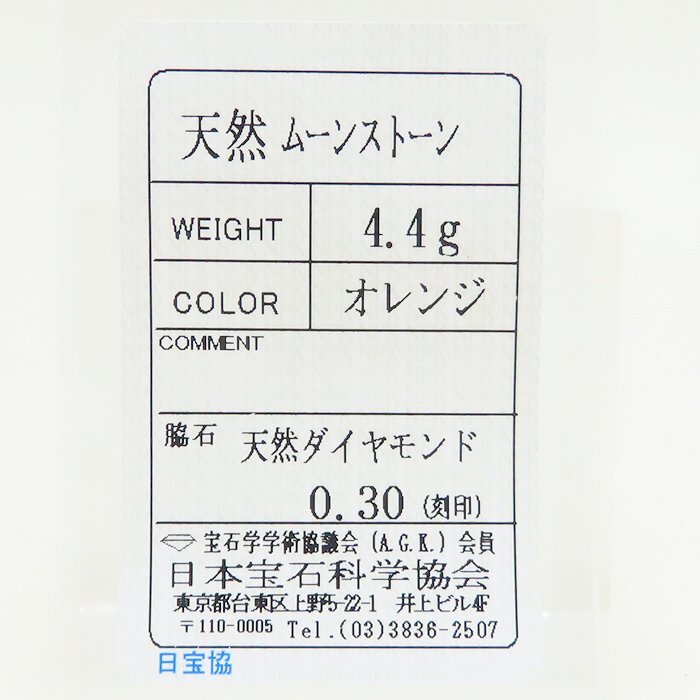 天然 ムーンストーン
WEIGHT 4.4g
COLOR オレンジ
COMMENT
脇石 天然ダイヤモンド
0.30 (刻印)
宝石学学術協議会 (A.G.K.) 会員
日本宝石科学協会
東京都台東区上野5-22-1 井上ビル4F
〒110-0005 Tel.(03)3836-2507
日宝協